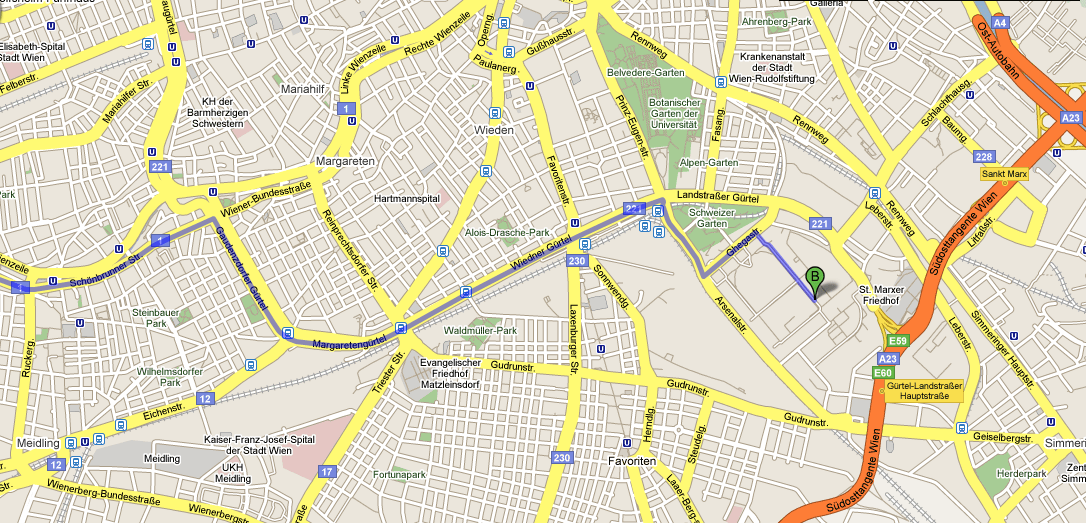 Galleria
Ahrenberg-Park
A4
Ost-Autobahn
Elisabeth-Spital
Stadt Wien
Felberstr.
Mariahilfer Str.
Mariahilf
Linke Wienzeile
Rechte Wienzeile
Operng.
Paulanerg.
Gußhausstr.
Rennweg
Krankenanstalt
der Stadt
Wien-Rudolfstiftung
Belvedere-Garten
KH der
Barmherzigen
Schwestern
1
Botanischer
Garten der
Universität
Prinz-Eugen-str.
Fasang.
Rennweg
Schlachthausg.
Baumg.
A23
Wieden
Margareten
221
Favoritenstr.
Alpen-Garten
228
Sankt Marx
Wiener-Bundesstraße
Hartmannspital
Landstraßer Gürtel
221
Schweizer
Garten
221
Leberstr.
Rennweg
Litfaßstr.
Südosttangente Wien
Reinprechtsdorfer Str.
Gaudenzdorfer Gürtel
Alois-Drasche-Park
Wiedner Gürtel
Ghegastr.
1
Schönbrunner Str.
230
Sonnwendg.
B
Arsenalstr.
St. Marxer
Friedhof
Steinbauer
Park
Margaretengürtel
Waldmüller-Park
Laxenburger Str.
E59
A23
E60
Leberstr.
Simmeringer Hauptstr.
Ruckerg.
Wilhelmsdorfer
Park
Triester Str.
Evangelischer
Friedhof
Matzleinsdorf
Gudrunstr.
Gudrunstr.
Gürtel-Landstraßer
Hauptstraße
12
Eichenstr.
Herndlg.
Steudelg.
Gudrunstr.
Geiselbergstr.
Meidling
Meidling
Kaiser-Franz-Josef-Spital
der Stadt Wien
UKH
Meidling
12
17
Fortunapark
230
Favoriten
Laaer-Berg-
Südosttangente Wien
Herderpark
Wienerberg-Bundesstraße
Wienerbergst